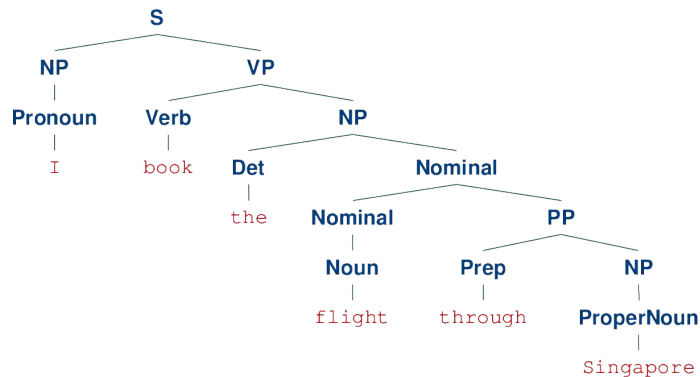 S
NP VP
Pronoun Verb NP
I book Det Nominal
the Nominal PP
Noun Prep NP
flight through ProperNoun
Singapore